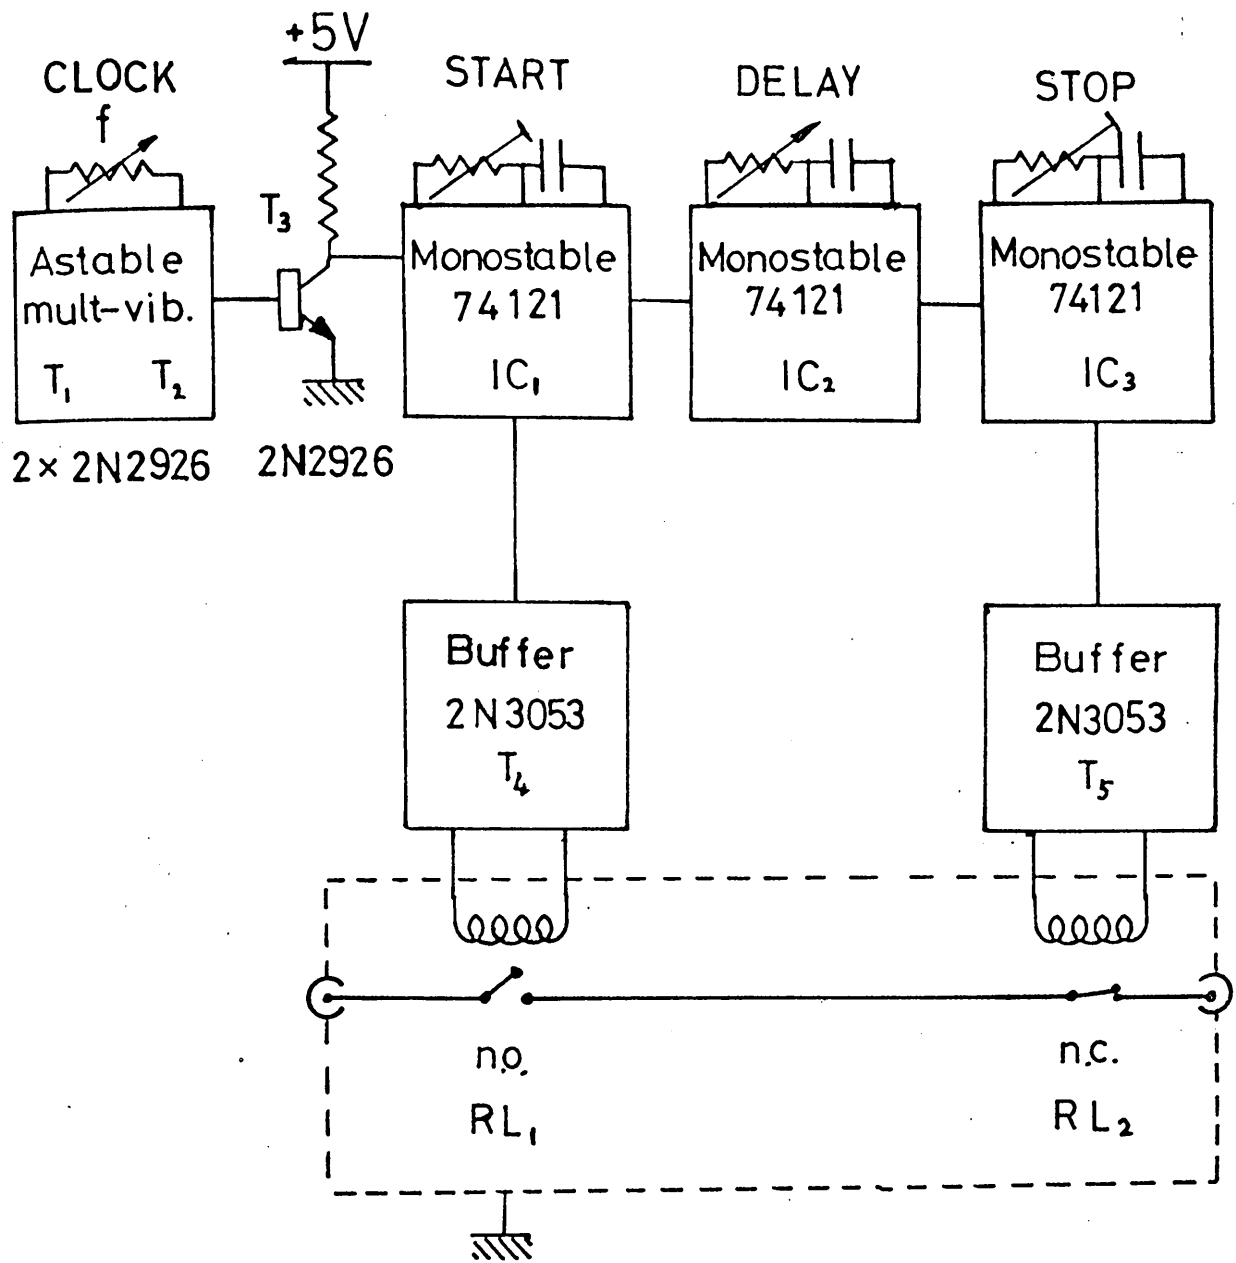 +5V
CLOCK
f
START
DELAY
STOP
T3
Astable
mult-vib.
T1 T2
2 x 2N2926
2N2926
Monostable
74121
IC1
Monostable
74121
IC2
Monostable
74121
IC3
Buffer
2N3053
T4
Buffer
2N3053
T5
n.o.
RL1
n.c.
RL2